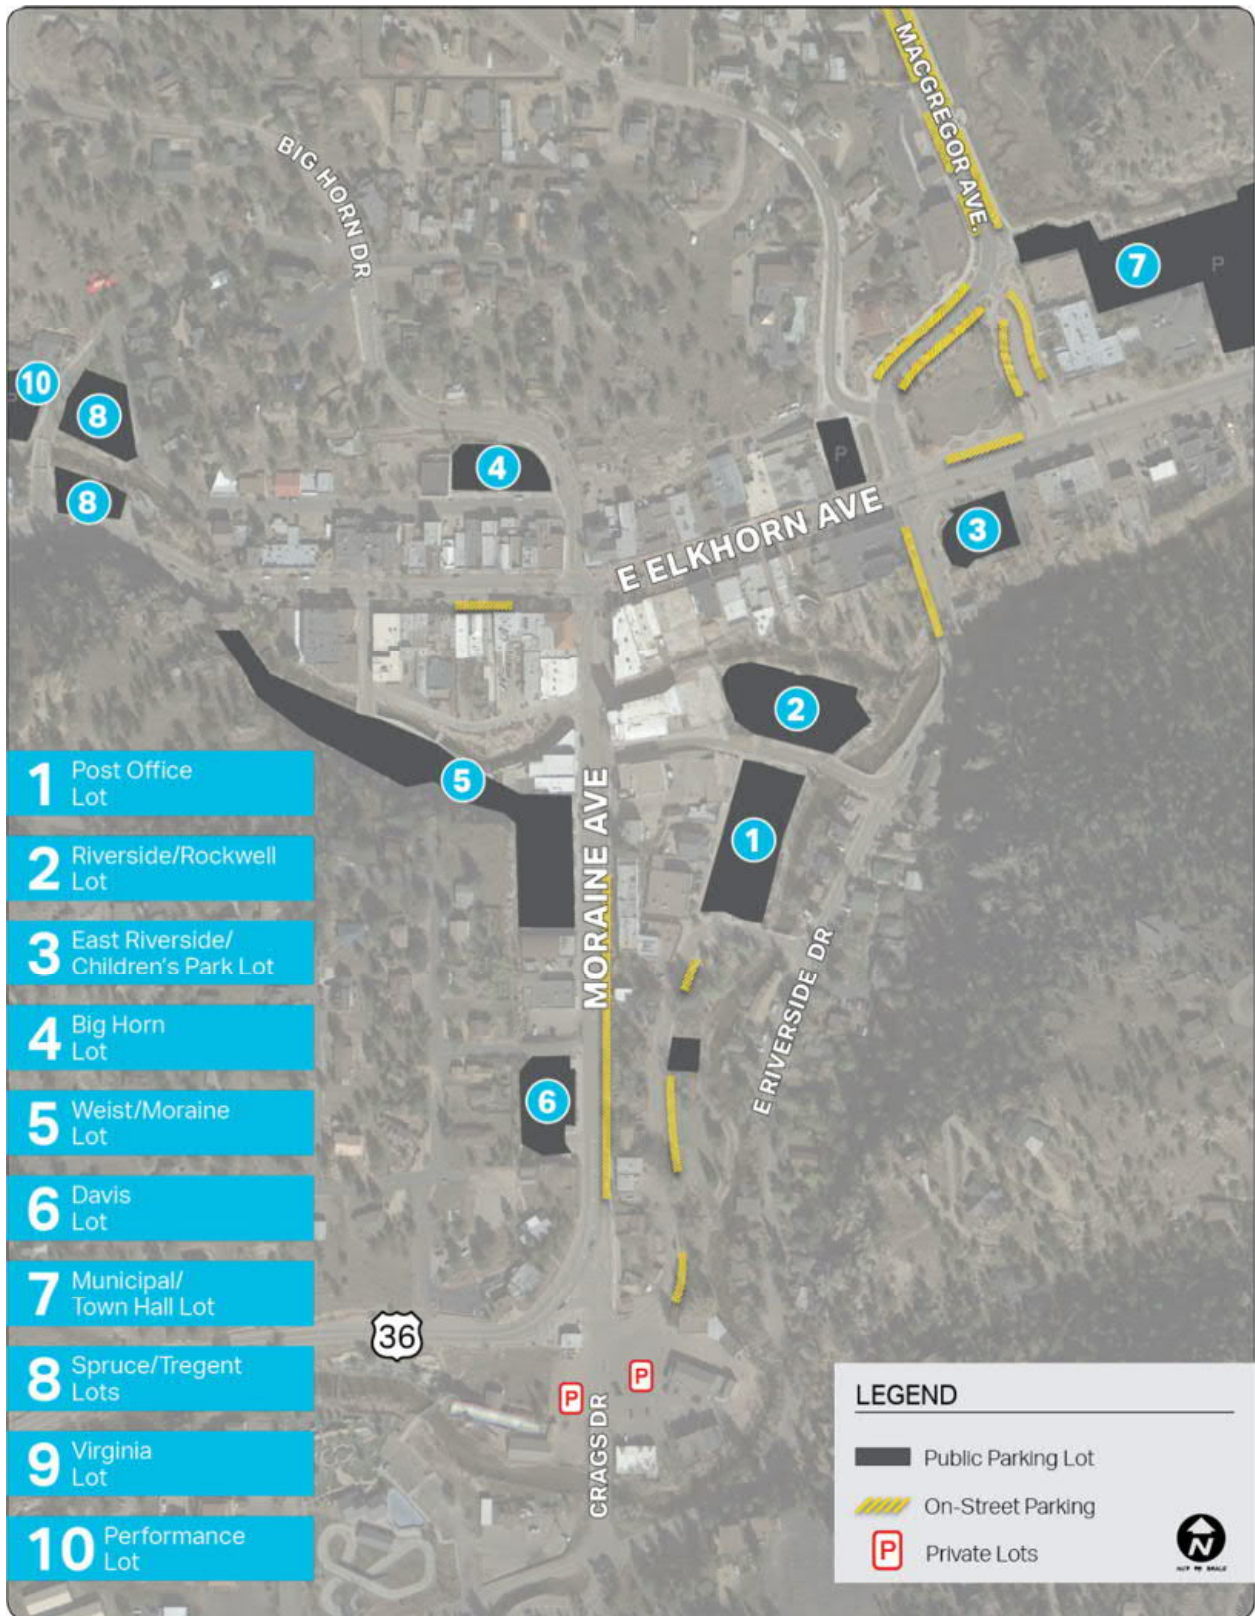 MACGREGOR AVE.
BIG HORN DR
7
P
10
8
4
P
8
E ELKHORN AVE
3
2
5
MORAINE AVE
1
E RIVERSIDE DR
6
1 Post Office
Lot
2 Riverside/Rockwell
Lot
3 East Riverside/
Children's Park Lot
4 Big Horn
Lot
5 Weist/Moraine
Lot
6 Davis
Lot
7 Municipal/
Town Hall Lot
8 Spruce/Tregent
Lots
9 Virginia
Lot
10 Performance
Lot
36
P
P
CRAGS DR
LEGEND
Public Parking Lot
On-Street Parking
P Private Lots
N
NOT TO SCALE